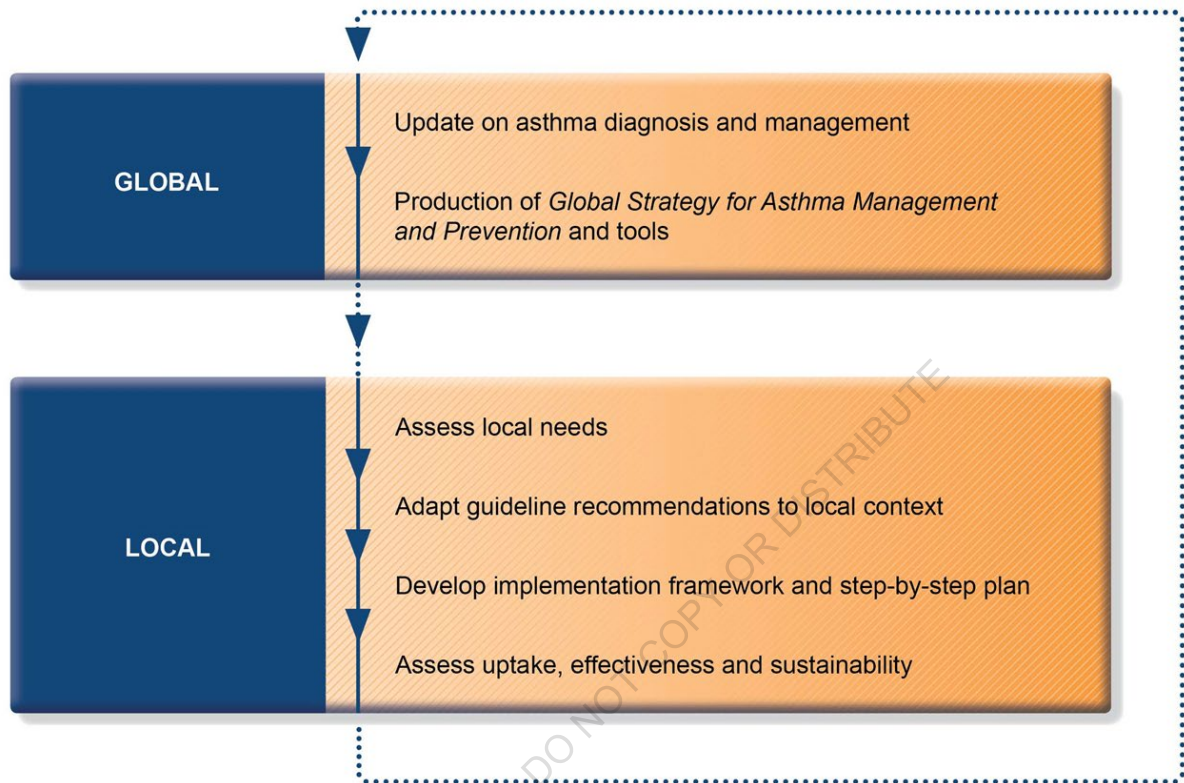 GLOBAL
Update on asthma diagnosis and management
Production of Global Strategy for Asthma Management
and Prevention and tools
LOCAL
Assess local needs
Adapt guideline recommendations to local context
Develop implementation framework and step-by-step plan
Assess uptake, effectiveness and sustainability
DO NOT COPY OR DISTRIBUTE